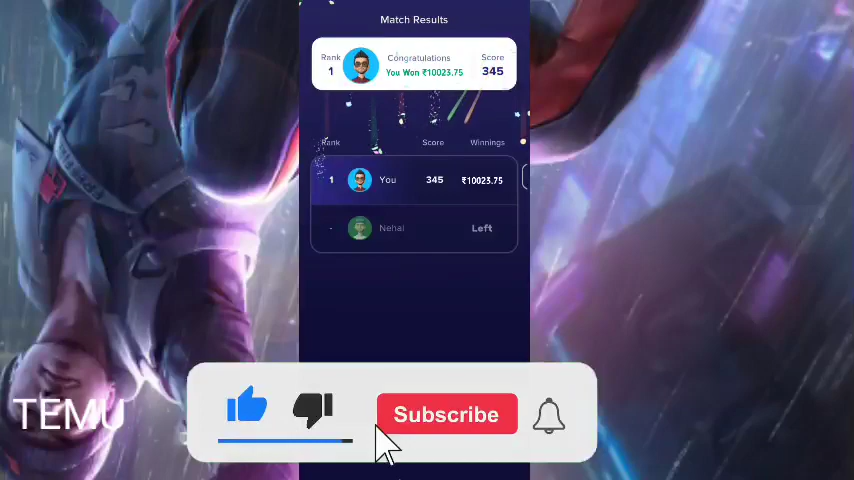 Match Results
Rank Congratulations Score
1 You Won ₹10023.75 345
Rank Score Winnings
1 You 345 ₹10023.75
- Nehal Left
TEMU
Subscribe